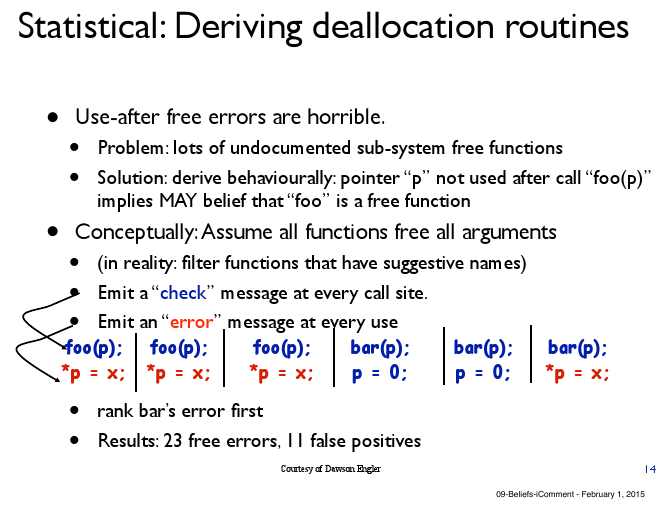 Statistical: Deriving deallocation routines
• Use-after free errors are horrible.
• Problem: lots of undocumented sub-system free functions
• Solution: derive behaviourally: pointer “p” not used after call “foo(p)”
implies MAY belief that “foo” is a free function
• Conceptually: Assume all functions free all arguments
• (in reality: filter functions that have suggestive names)
• Emit a “check” message at every call site.
• Emit an “error” message at every use
foo(p); foo(p); foo(p); bar(p); bar(p); bar(p);
*p = x; *p = x; *p = x; p = 0; p = 0; *p = x;
• rank bar’s error first
• Results: 23 free errors, 11 false positives
Courtesy of Dawson Engler
14
09-Beliefs-iComment - February 1, 2015